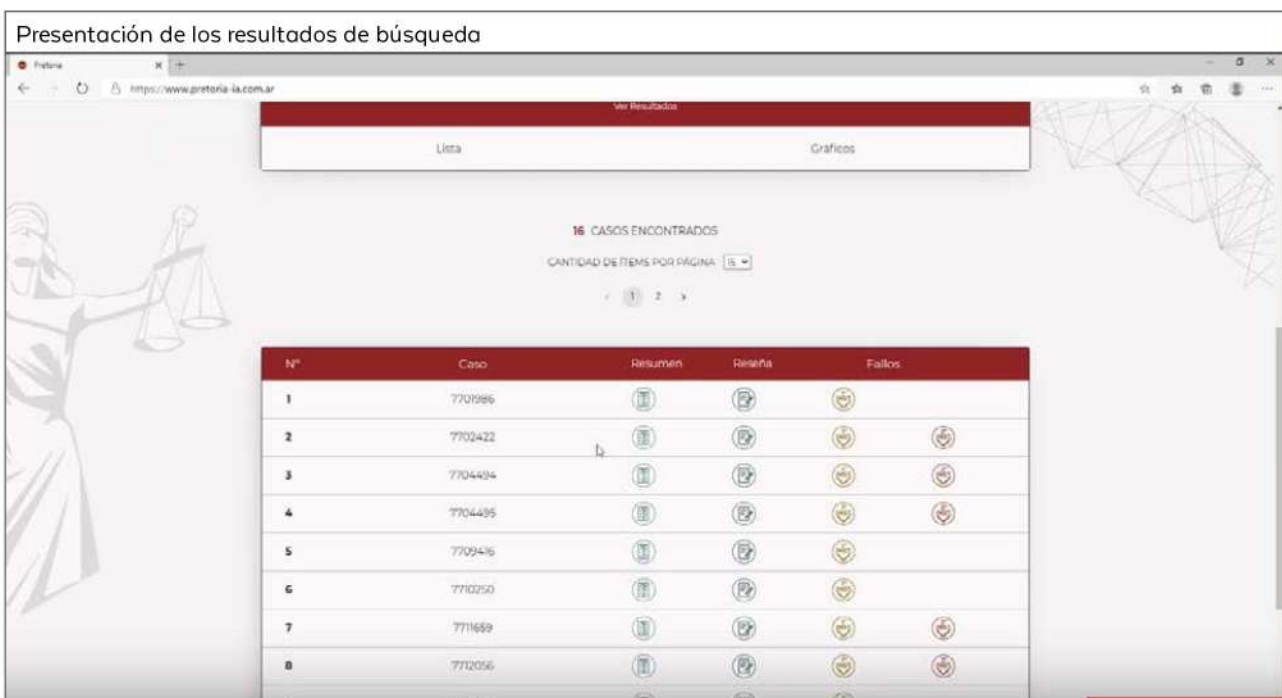 Presentación de los resultados de búsqueda
Pretoria
https://www.pretoria-ia.com.ar
Ver Resultados
Lista Gráficos
16 CASOS ENCONTRADOS
CANTIDAD DE ÍTEMS POR PÁGINA 15
< 1 2 >
N° Caso Resumen Reseña Fallos
1 7701986
2 7702422
3 7704494
4 7704495
5 7709416
6 7710250
7 7711659
8 7712056